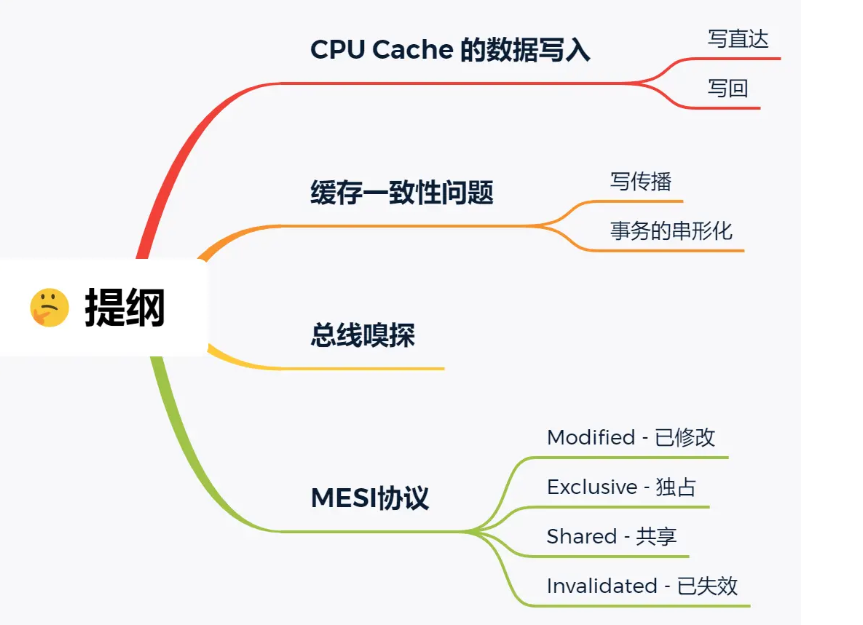 CPU Cache 的数据写入
写直达
写回
缓存一致性问题
写传播
事务的串形化
提纲
总线嗅探
MESI协议
Modified - 已修改
Exclusive - 独占
Shared - 共享
Invalidated - 已失效